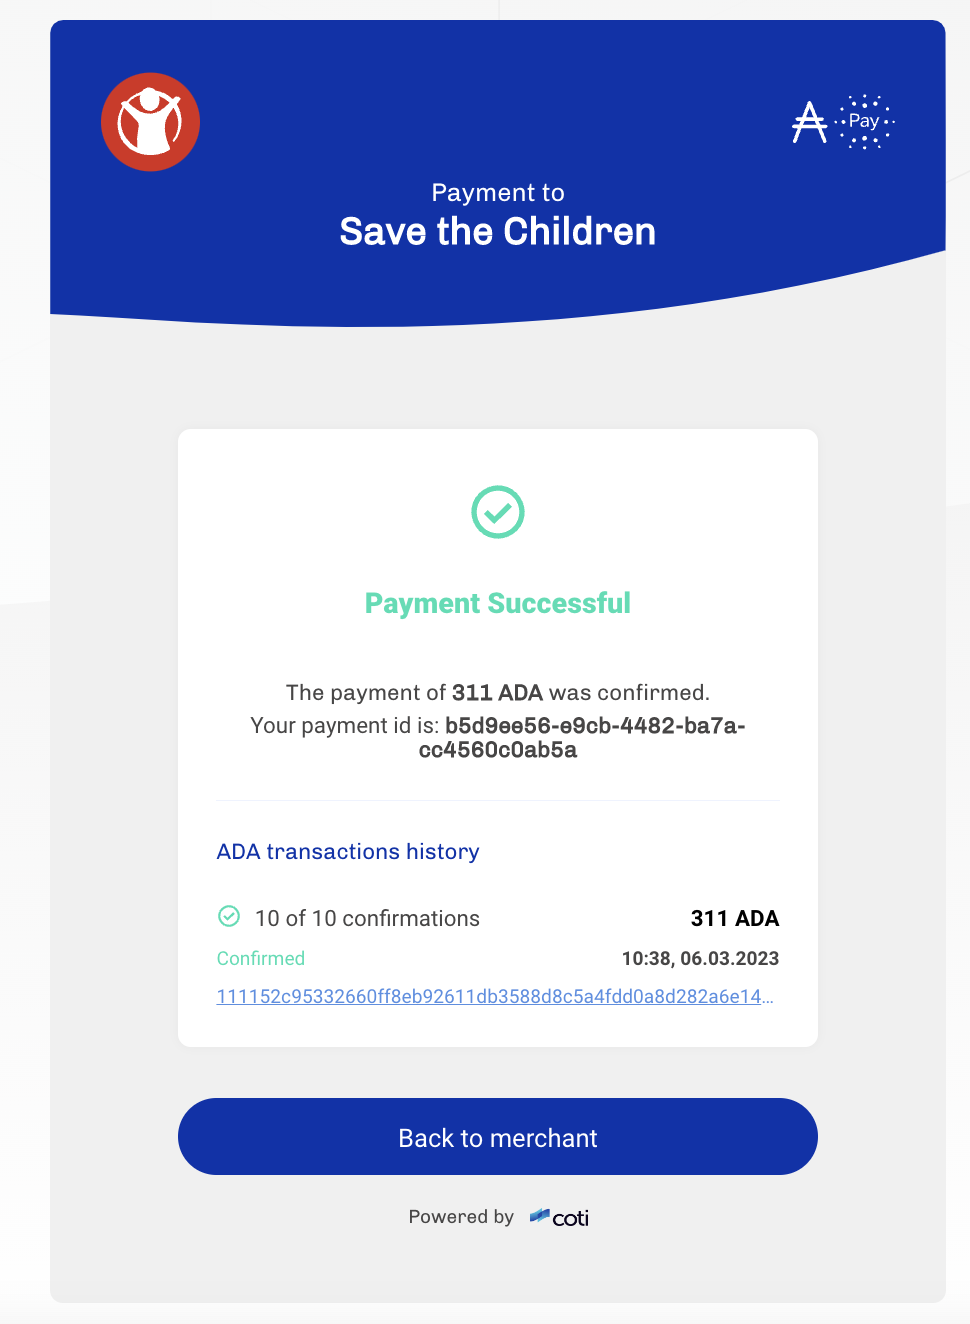 Pay
Payment to
Save the Children
Payment Successful
The payment of 311 ADA was confirmed.
Your payment id is: b5d9ee56-e9cb-4482-ba7a-
cc4560c0ab5a
ADA transactions history
10 of 10 confirmations 311 ADA
Confirmed 10:38, 06.03.2023
111152c95332660ff8eb92611db3588d8c5a4fdd0a8d282a6e14...
Back to merchant
Powered by coti